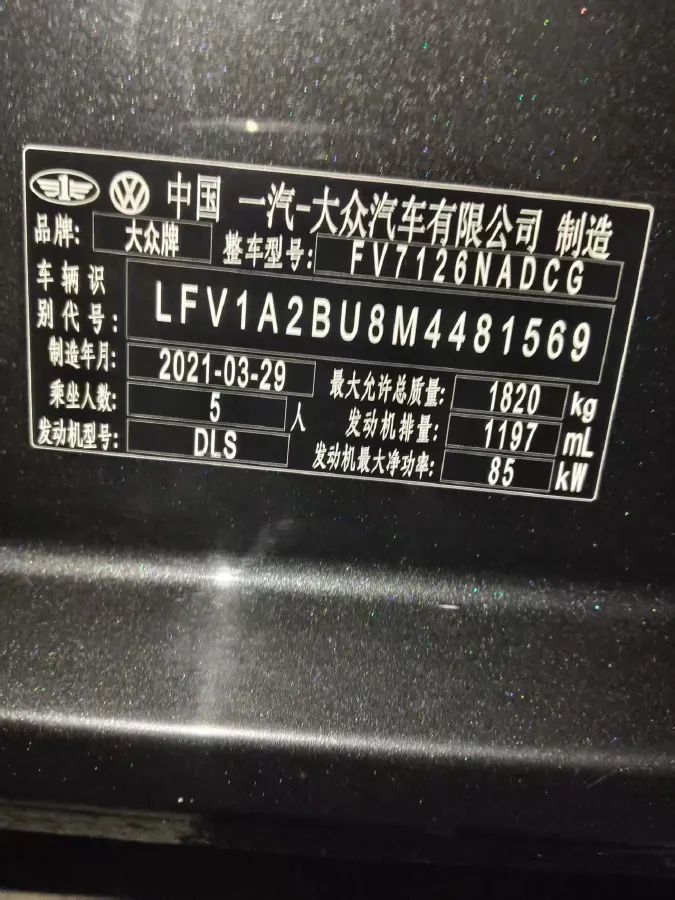 中国 一汽-大众汽车有限公司 制造
品牌: 大众牌 整车型号: FV7126NADCG
车辆识别代号: LFV1A2BU8M4481569
制造年月: 2021-03-29 最大允许总质量: 1820 kg
乘坐人数: 5 人 发动机排量: 1197 mL
发动机型号: DLS 发动机最大净功率: 85 kW